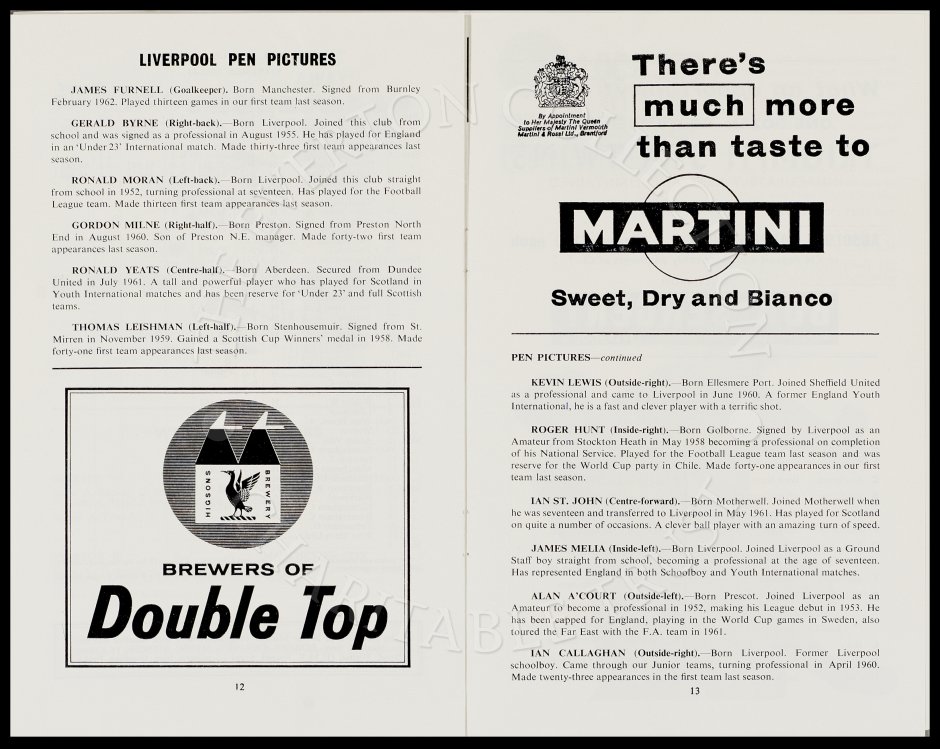 LIVERPOOL PEN PICTURES
JAMES FURNELL (Goalkeeper). Born Manchester. Signed from Burnley
February 1962. Played thirteen games in our first team last season.
GERALD BYRNE (Right-back).—Born Liverpool. Joined this club from
school and was signed as a professional in August 1955. He has played for England
in an 'Under 23' International match. Made thirty-three first team appearances last
season.
RONALD MORAN (Left-back).—Born Liverpool. Joined this club straight
from school in 1952, turning professional at seventeen. Has played for the Football
League team. Made thirteen first team appearances last season.
GORDON MILNE (Right-half).—Born Preston. Signed from Preston North
End in August 1960. Son of Preston N.E. manager. Made forty-two first team
appearances last season.
RONALD YEATS (Centre-half).—Born Aberdeen. Secured from Dundee
United in July 1961. A tall and powerful player who has played for Scotland in
Youth International matches and has been reserve for 'Under 23' and full Scottish
teams.
THOMAS LEISHMAN (Left-half).—Born Stenhousemuir. Signed from St.
Mirren in November 1959. Gained a Scottish Cup Winners' medal in 1958. Made
forty-one first team appearances last season.
HIGSONS BREWERY
BREWERS OF
Double Top
12
By Appointment
to Her Majesty The Queen
Suppliers of Martini Vermouth
Martini & Rossi Ltd., Brentford
There's
much more
than taste to
MARTINI
Sweet, Dry and Bianco
PEN PICTURES—continued
KEVIN LEWIS (Outside-right).—Born Ellesmere Port. Joined Sheffield United
as a professional and came to Liverpool in June 1960. A former England Youth
International, he is a fast and clever player with a terrific shot.
ROGER HUNT (Inside-right).—Born Golborne. Signed by Liverpool as an
Amateur from Stockton Heath in May 1958 becoming a professional on completion
of his National Service. Played for the Football League team last season and was
reserve for the World Cup party in Chile. Made forty-one appearances in our first
team last season.
IAN ST. JOHN (Centre-forward).—Born Motherwell. Joined Motherwell when
he was seventeen and transferred to Liverpool in May 1961. Has played for Scotland
on quite a number of occasions. A clever ball player with an amazing turn of speed.
JAMES MELIA (Inside-left).—Born Liverpool. Joined Liverpool as a Ground
Staff boy straight from school, becoming a professional at the age of seventeen.
Has represented England in both Schoolboy and Youth International matches.
ALAN A'COURT (Outside-left).—Born Prescot. Joined Liverpool as an
Amateur to become a professional in 1952, making his League debut in 1953. He
has been capped for England, playing in the World Cup games in Sweden, also
toured the Far East with the F.A. team in 1961.
IAN CALLAGHAN (Outside-right).—Born Liverpool. Former Liverpool
schoolboy. Came through our Junior teams, turning professional in April 1960.
Made twenty-three appearances in the first team last season.
13